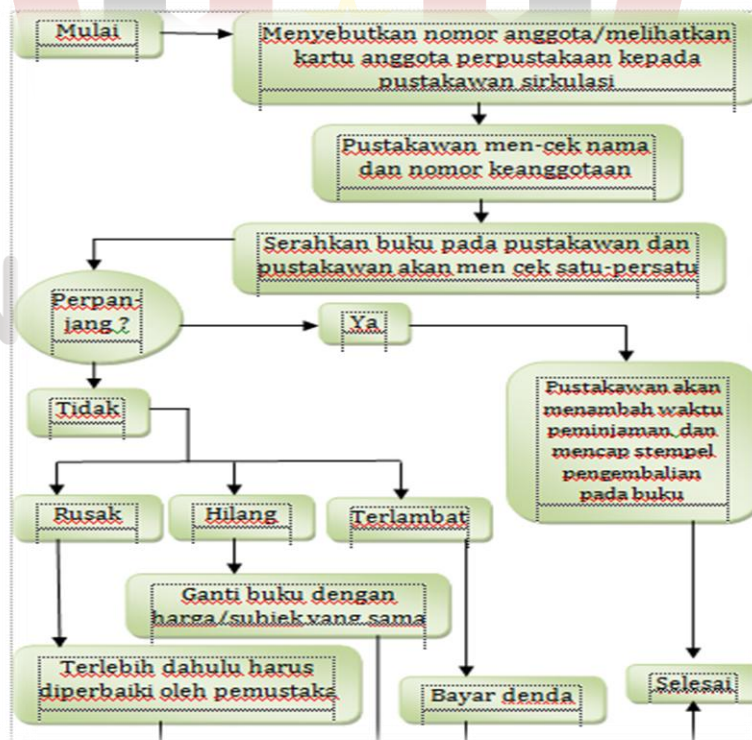 Mulai
Menyebutkan nomor anggota/melihatkan
kartu anggota perpustakaan kepada
pustakawan sirkulasi
Pustakawan men-cek nama
dan nomor keanggotaan
Serahkan buku pada pustakawan dan
pustakawan akan men cek satu-persatu
Perpan-
jang ?
Ya
Tidak
Pustakawan akan
menambah waktu
peminjaman dan
mencap stempel
pengembalian
pada buku
Rusak
Hilang
Terlambat
Ganti buku dengan
harga/subjek yang sama
Terlebih dahulu harus
diperbaiki oleh pemustaka
Bayar denda
Selesai